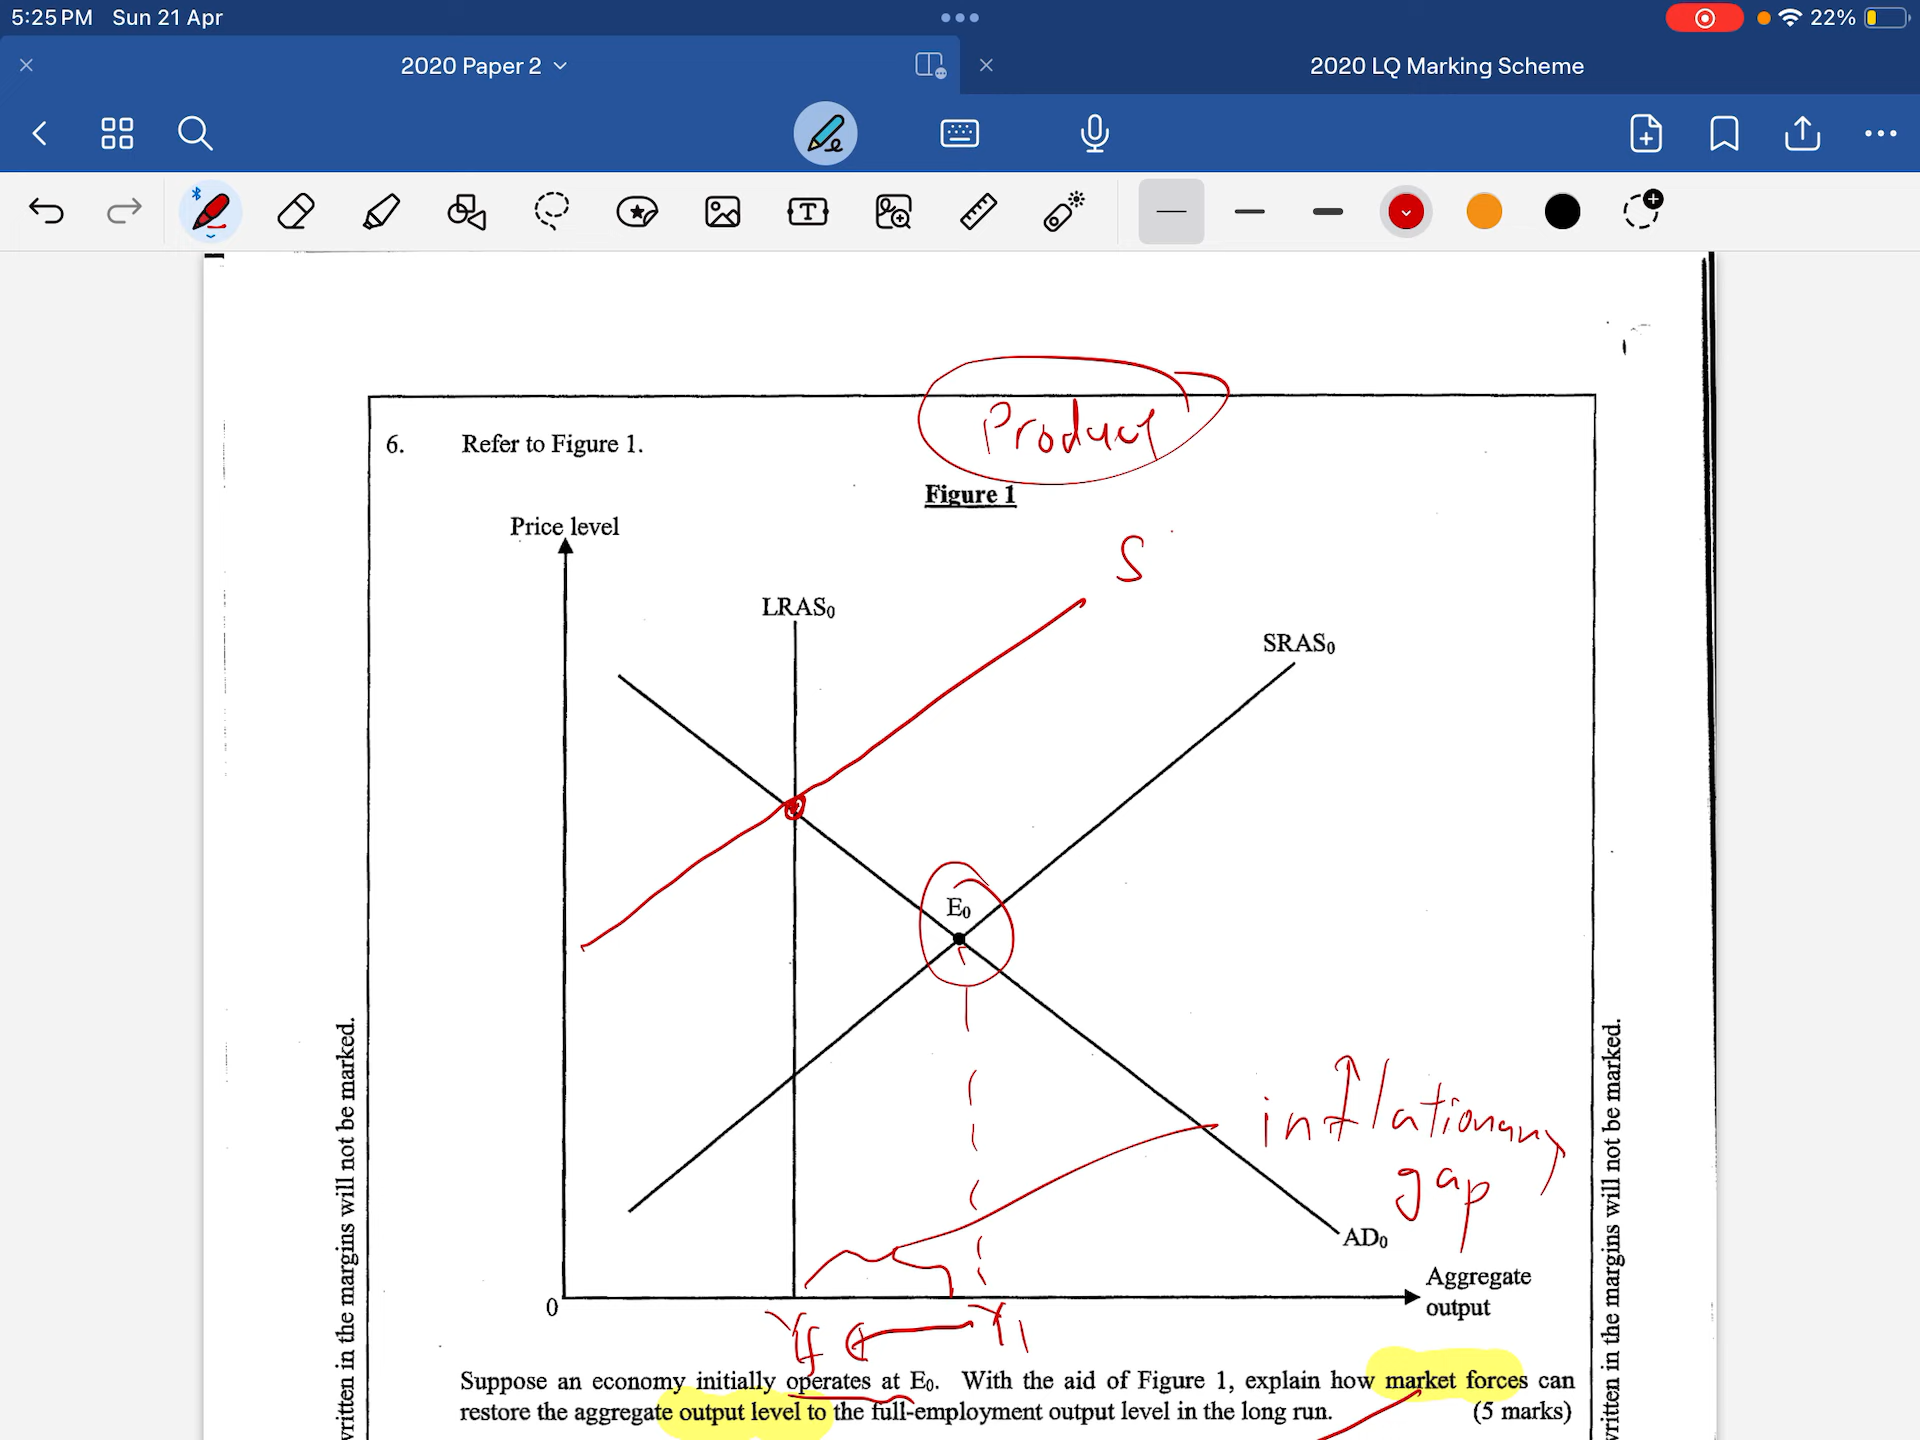 5:25 PM Sun 21 Apr
22%
2020 Paper 2
2020 LQ Marking Scheme
Product
6. Refer to Figure 1.
Figure 1
Price level
S
LRAS₀
SRAS₀
E₀
inflationary
gap
AD₀
Aggregate
output
0
Yf
Y1
Suppose an economy initially operates at E₀. With the aid of Figure 1, explain how market forces can
restore the aggregate output level to the full-employment output level in the long run. (5 marks)
written in the margins will not be marked.
written in the margins will not be marked.